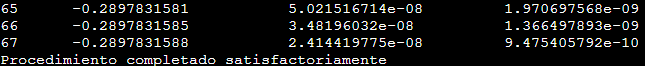 65 -0.2897831581 5.021516714e-08 1.970697568e-09
66 -0.2897831585 3.48196032e-08 1.366497893e-09
67 -0.2897831588 2.414419775e-08 9.475405792e-10
Procedimiento completado satisfactoriamente